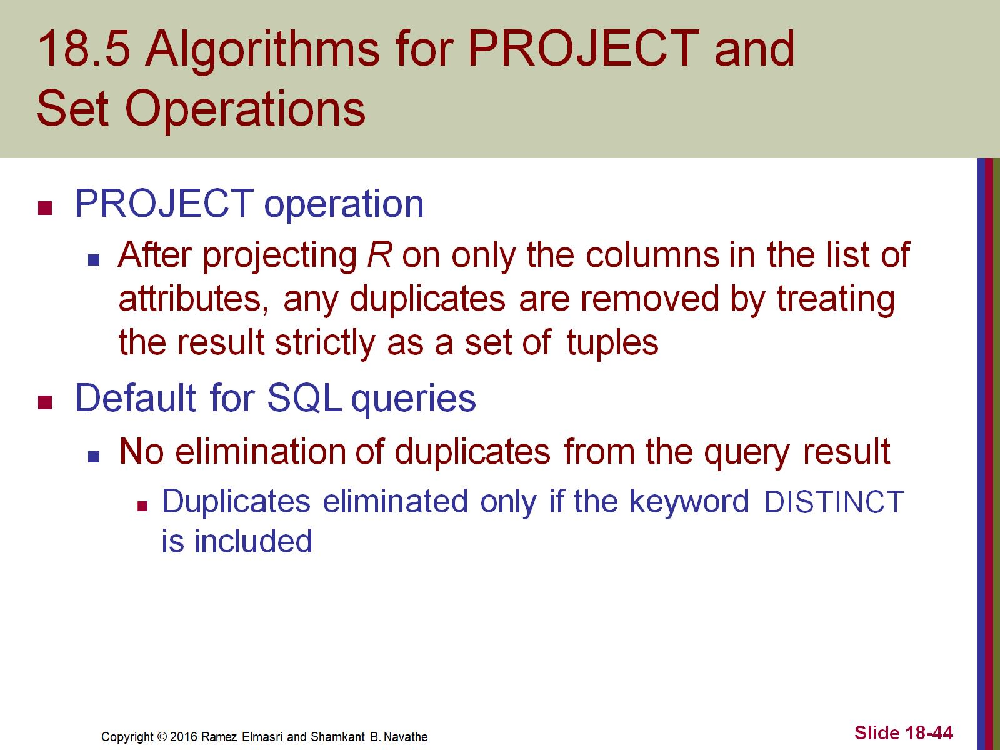 18.5 Algorithms for PROJECT and
Set Operations
PROJECT operation
After projecting R on only the columns in the list of
attributes, any duplicates are removed by treating
the result strictly as a set of tuples
Default for SQL queries
No elimination of duplicates from the query result
Duplicates eliminated only if the keyword DISTINCT
is included
Copyright © 2016 Ramez Elmasri and Shamkant B. Navathe
Slide 18-44